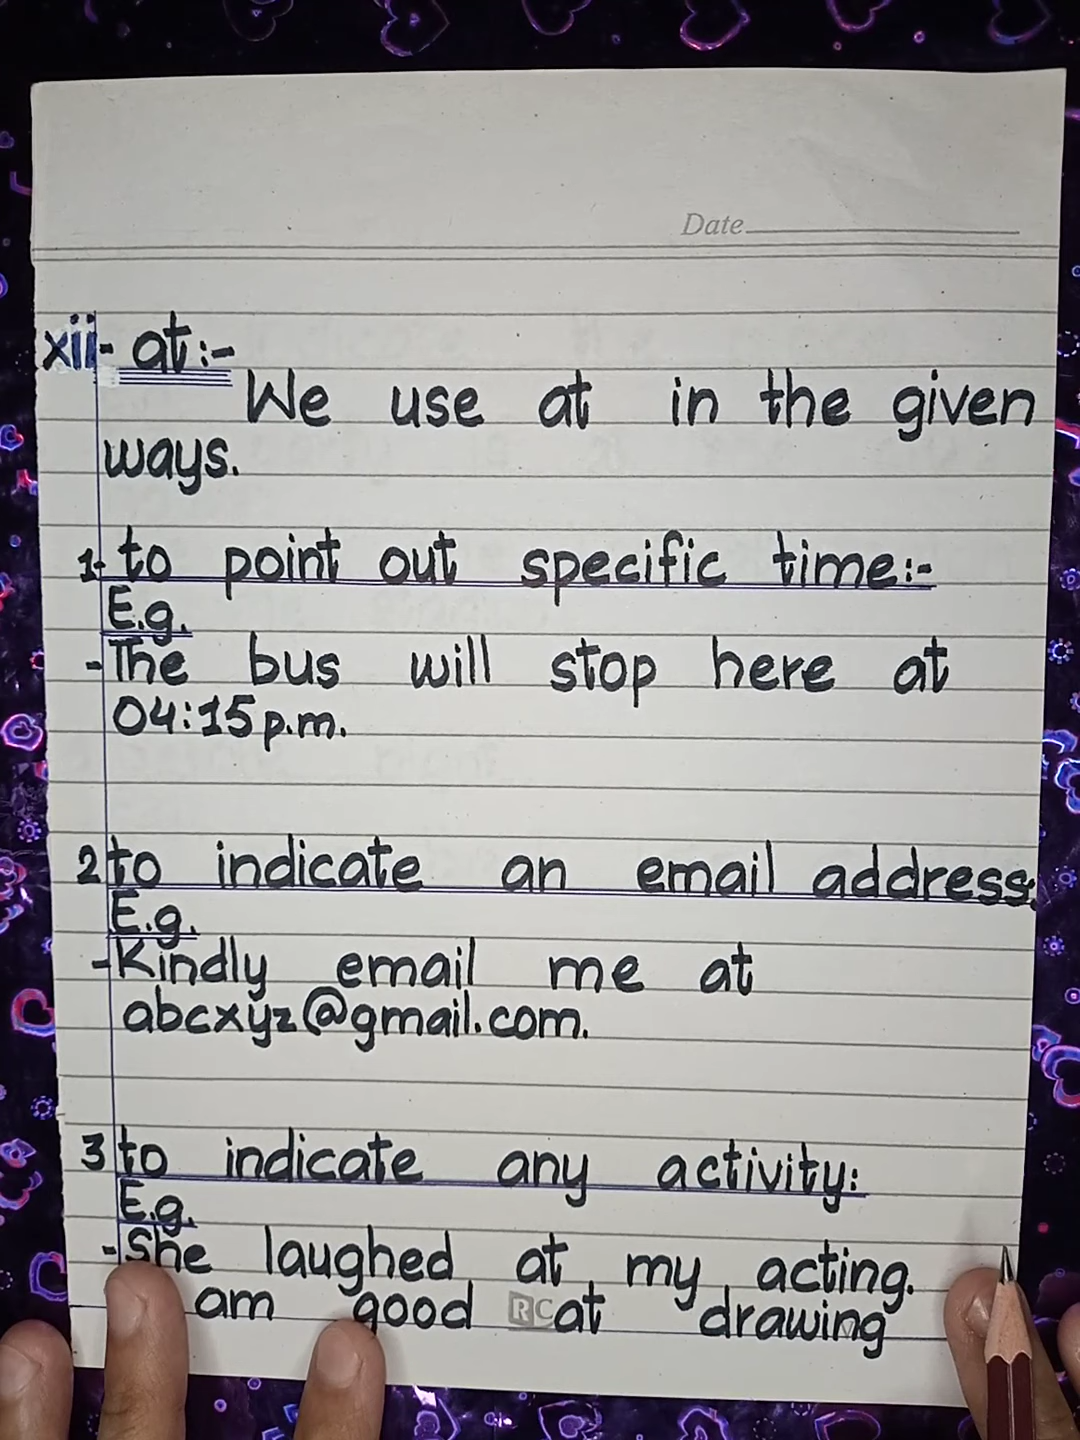 Date
xii- at:-
We use at in the given
ways.
1- to point out specific time:-
E.g.
-The bus will stop here at
04:15p.m.
2 to indicate an email address:
E.g.
-Kindly email me at
abcxyz@gmail.com.
3 to indicate any activity:
E.g.
-She laughed at my acting.
am good at drawing
RC